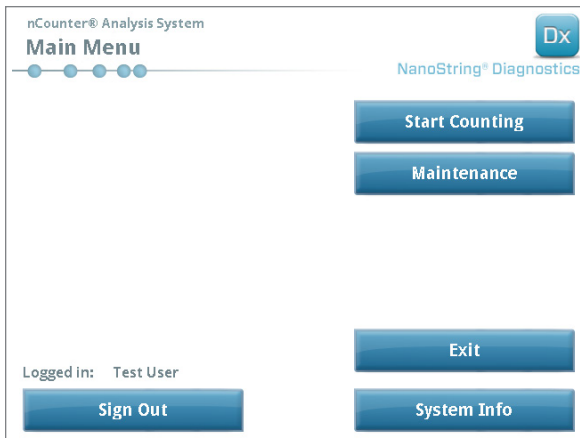 nCounter® Analysis System
Main Menu
Dx
NanoString® Diagnostics
Start Counting
Maintenance
Exit
Logged in: Test User
Sign Out
System Info